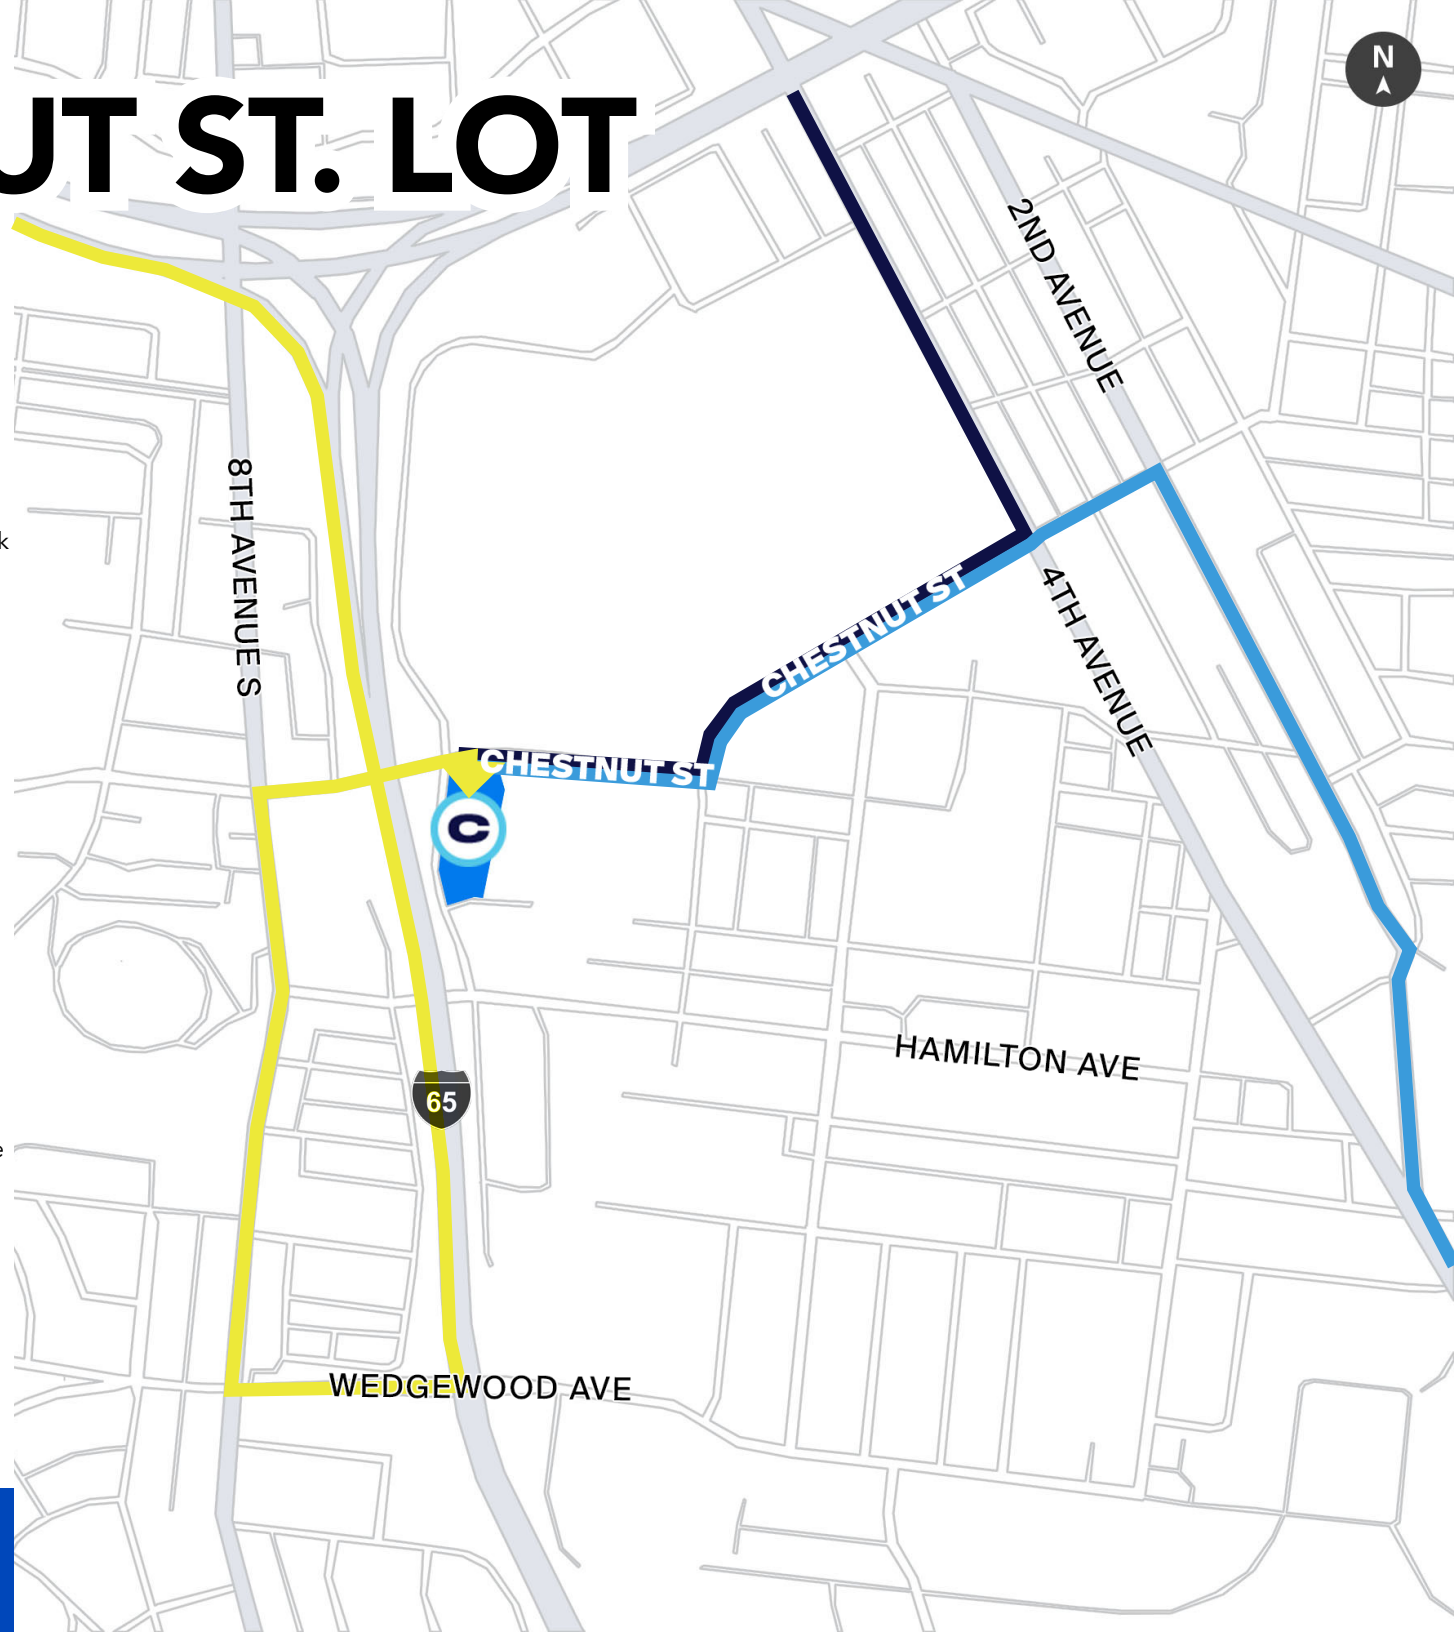 N
UT ST. LOT
2ND AVENUE
8TH AVENUE S
k
CHESTNUT ST
4TH AVENUE
CHESTNUT ST
C
HAMILTON AVE
65
e
WEDGEWOOD AVE